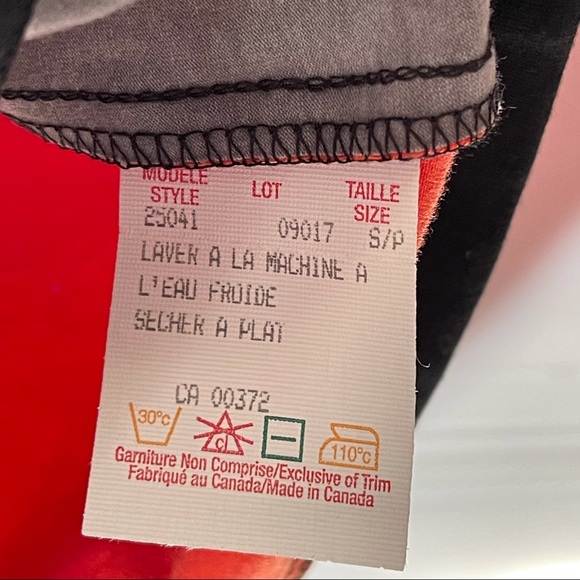 MODÈLE LOT TAILLE
STYLE SIZE
25041 09017 S/P
LAVER A LA MACHINE A
L'EAU FROIDE
SECHER A PLAT
CA 00372
30°c cl 110°c
Garniture Non Comprise/Exclusive of Trim
Fabriqué au Canada/Made in Canada